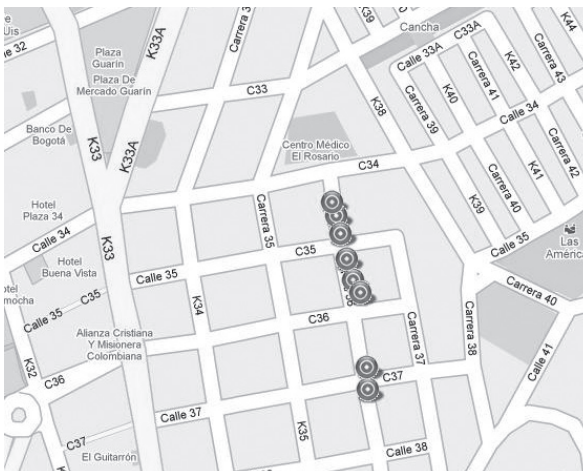 Uis
Carrera 3
K39
Cancha
K44
Calle 33A
C33A
K42
Carrera 43
Plaza
Guarín
Plaza De
Mercado Guarín
K33A
C33
K38
Carrera 39
K40
Carrera 41
Calle 34
Banco De
Bogotá
K33
K33A
Centro Médico
El Rosario
C34
K39
Carrera 40
K41
Carrera 42
Hotel
Plaza 34
Calle 34
Carrera 35
K33
Hotel
Buena Vista
C35
Calle 35
Calle 35
Las
Carrera 40
C35
Calle 35
K34
C36
Carrera 37
Carrera 38
Calle 41
Alianza Cristiana
Y Misionera
Colombiana
K32
C36
C37
Calle 37
C37
K35
Calle 38
El Guitarrón